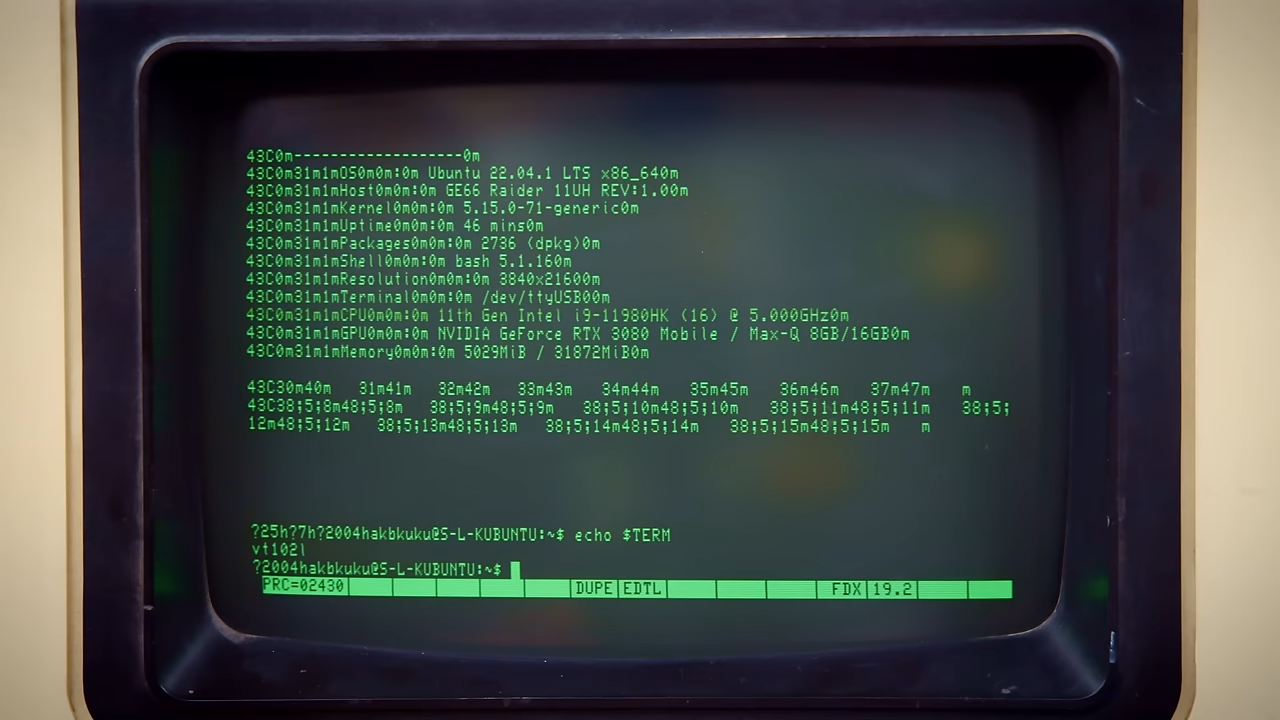 43C0m-------------------0m
43C0m31m1mOS0m0m:0m Ubuntu 22.04.1 LTS x86_640m
43C0m31m1mHost0m0m:0m GE66 Raider 11UH REV:1.00m
43C0m31m1mKernel0m0m:0m 5.15.0-71-generic0m
43C0m31m1mUptime0m0m:0m 46 mins0m
43C0m31m1mPackages0m0m:0m 2736 (dpkg)0m
43C0m31m1mShell0m0m:0m bash 5.1.160m
43C0m31m1mResolution0m0m:0m 3840x21600m
43C0m31m1mTerminal0m0m:0m /dev/ttyUSB00m
43C0m31m1mCPU0m0m:0m 11th Gen Intel i9-11980HK (16) @ 5.000GHz0m
43C0m31m1mGPU0m0m:0m NVIDIA GeForce RTX 3080 Mobile / Max-Q 8GB/16GB0m
43C0m31m1mMemory0m0m:0m 5029MiB / 31872MiB0m
43C30m40m   31m41m   32m42m   33m43m   34m44m   35m45m   36m46m   37m47m   m
43C38;5;8m48;5;8m   38;5;9m48;5;9m   38;5;10m48;5;10m   38;5;11m48;5;11m   38;5;
12m48;5;12m   38;5;13m48;5;13m   38;5;14m48;5;14m   38;5;15m48;5;15m   m
?25h?7h?2004hakbkuku@S-L-KUBUNTU:~$ echo $TERM
vt102l
?2004hakbkuku@S-L-KUBUNTU:~$
PRC=02430 DUPE EDTL FDX 19.2